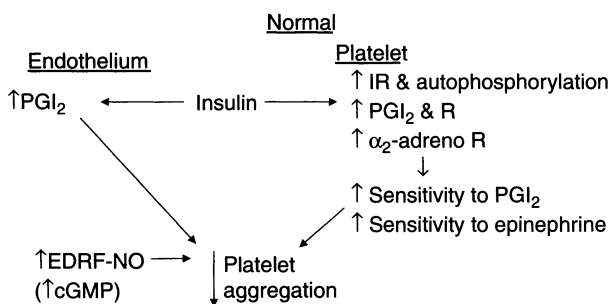 Normal
Endothelium
Platelet
↑PGI₂
Insulin
↑ IR & autophosphorylation
↑ PGI₂ & R
↑ α₂-adreno R
↑ Sensitivity to PGI₂
↑ Sensitivity to epinephrine
↑EDRF-NO
(↑cGMP)
↓ Platelet
aggregation